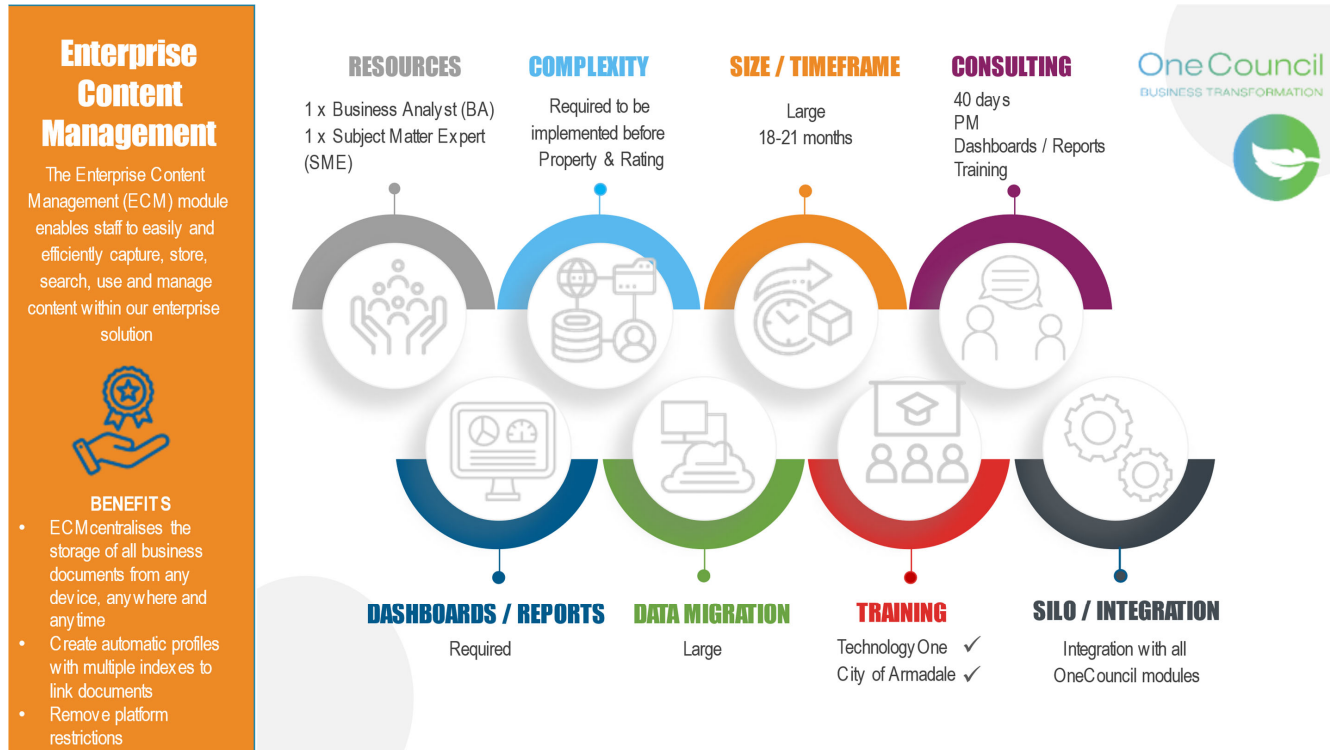 Enterprise
Content
Management
The Enterprise Content
Management (ECM) module
enables staff to easily and
efficiently capture, store,
search, use and manage
content within our enterprise
solution
BENEFITS
• ECM centralises the
storage of all business
documents from any
device, anywhere and
anytime
• Create automatic profiles
with multiple indexes to
link documents
• Remove platform
restrictions
RESOURCES
1 x Business Analyst (BA)
1 x Subject Matter Expert
(SME)
COMPLEXITY
Required to be
implemented before
Property & Rating
SIZE / TIMEFRAME
Large
18-21 months
CONSULTING
40 days
PM
Dashboards / Reports
Training
OneCouncil
BUSINESS TRANSFORMATION
DASHBOARDS / REPORTS
Required
DATA MIGRATION
Large
TRAINING
Technology One ✓
City of Armadale ✓
SILO / INTEGRATION
Integration with all
OneCouncil modules